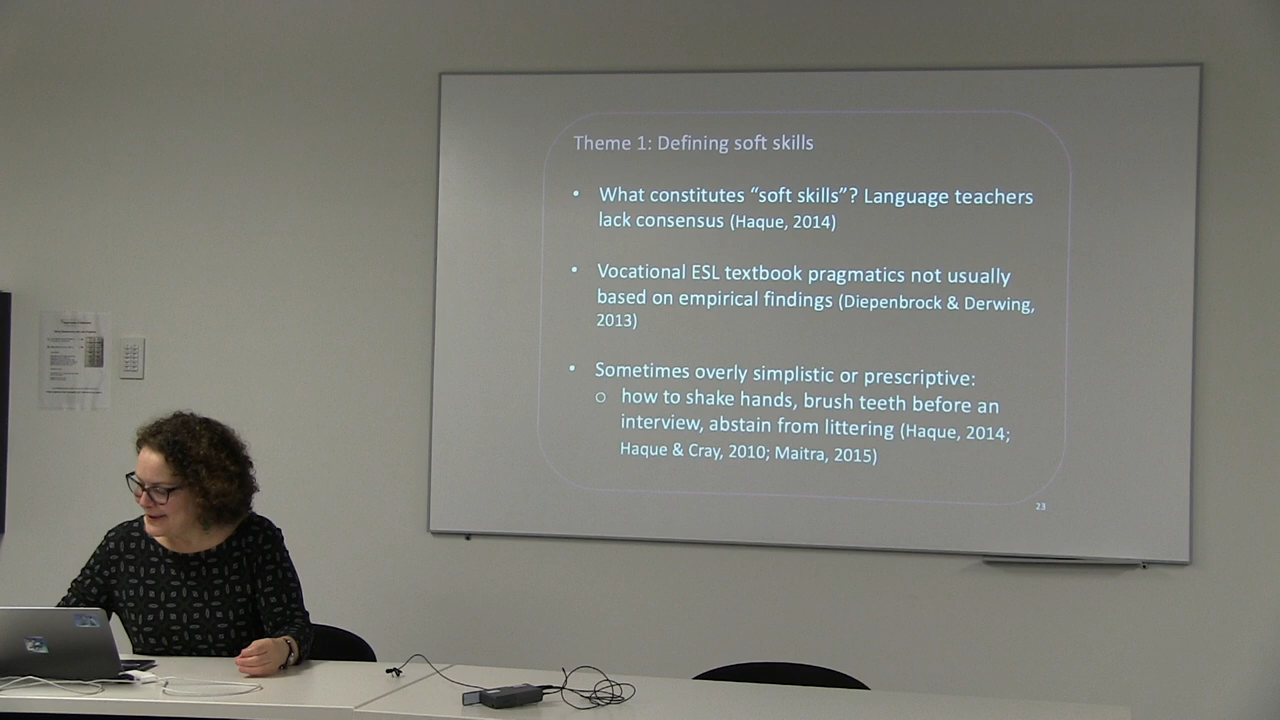 Theme 1: Defining soft skills
• What constitutes “soft skills”? Language teachers
lack consensus (Haque, 2014)
• Vocational ESL textbook pragmatics not usually
based on empirical findings (Diepenbrock & Derwing,
2013)
• Sometimes overly simplistic or prescriptive:
o how to shake hands, brush teeth before an
interview, abstain from littering (Haque, 2014;
Haque & Cray, 2010; Maitra, 2015)
23